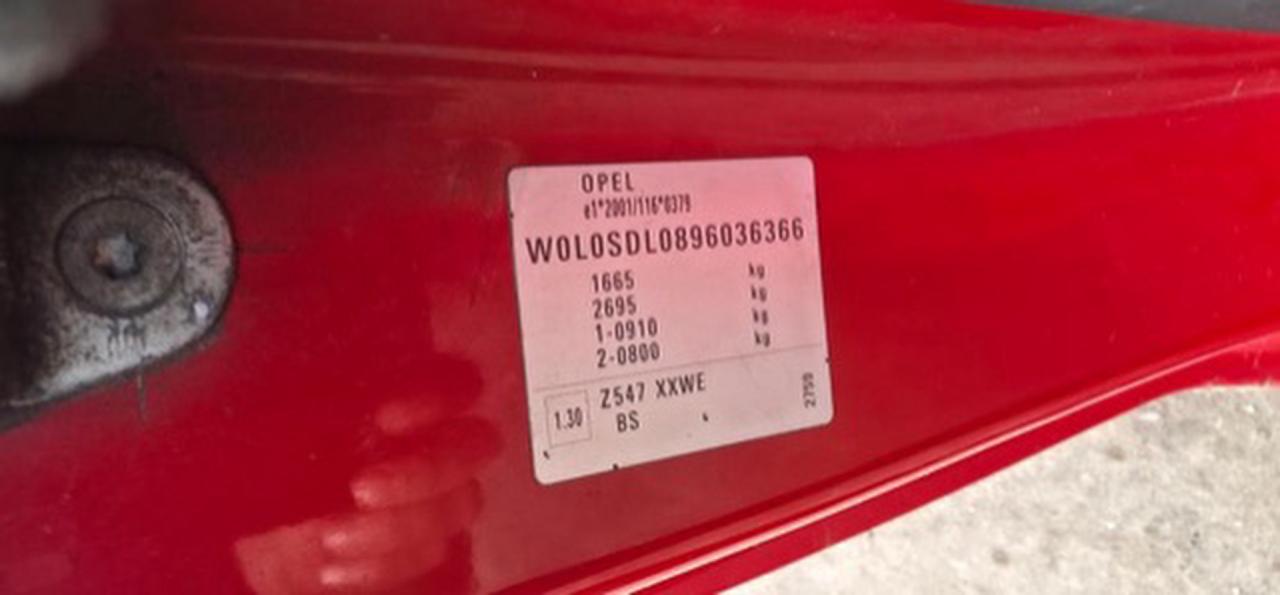 OPEL
e1*2001/116*0379
W0L0SDL0896036366
1665 kg
2695 kg
1-0910 kg
2-0800 kg
1.30 Z547 XXWE
BS
2759